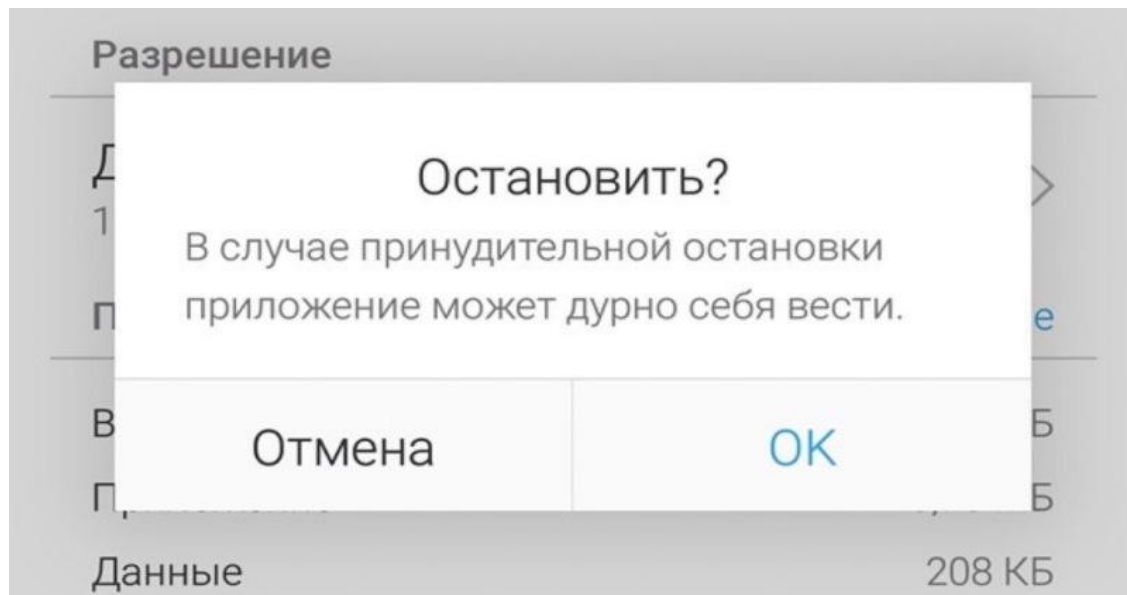 Разрешение
Остановить?
В случае принудительной остановки
приложение может дурно себя вести.
Отмена
OK
Данные
208 КБ